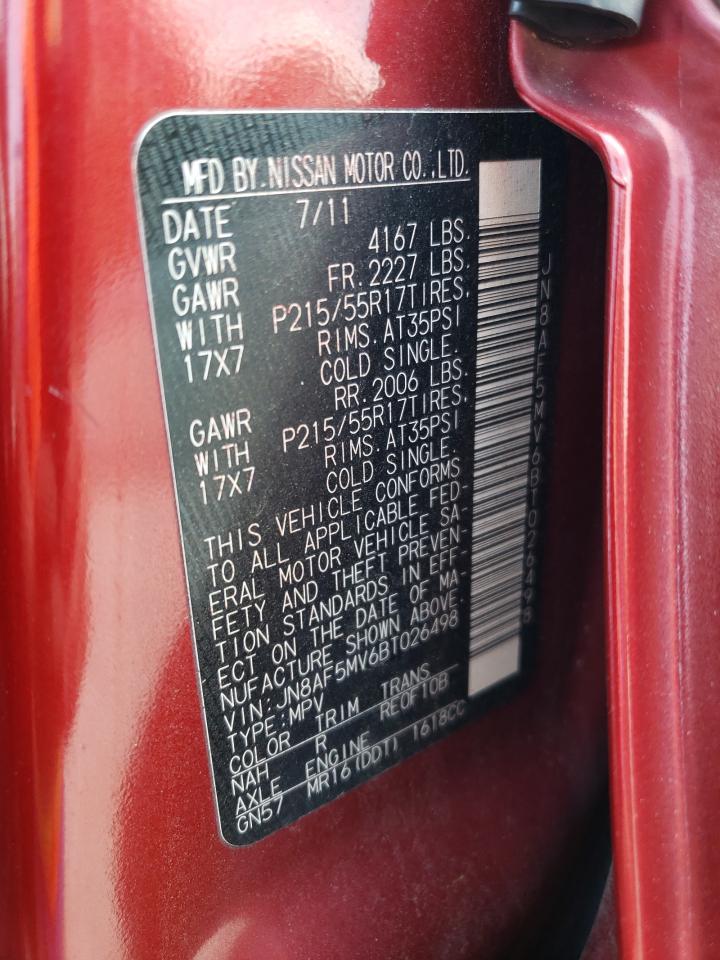 MFD BY.NISSAN MOTOR CO.,LTD.
DATE 7/11
GVWR 4167 LBS.
GAWR FR. 2227 LBS.
WITH P215/55R17TIRES,
17X7 RIMS. AT35PSI
COLD SINGLE.
GAWR RR. 2006 LBS.
WITH P215/55R17TIRES,
17X7 RIMS. AT35PSI
COLD SINGLE.
THIS VEHICLE CONFORMS
TO ALL APPLICABLE FED-
ERAL MOTOR VEHICLE SA-
FETY AND THEFT PREVEN-
TION STANDARDS IN EFF-
ECT ON THE DATE OF MA-
NUFACTURE SHOWN ABOVE.
VIN:JN8AF5MV6BT026498
TYPE:MPV
COLOR TRIM TRANS
NAH R RE0F10B
AXLE ENGINE
GN57 MR16(DDT) 1618CC
JN8AF5MV6BT026498